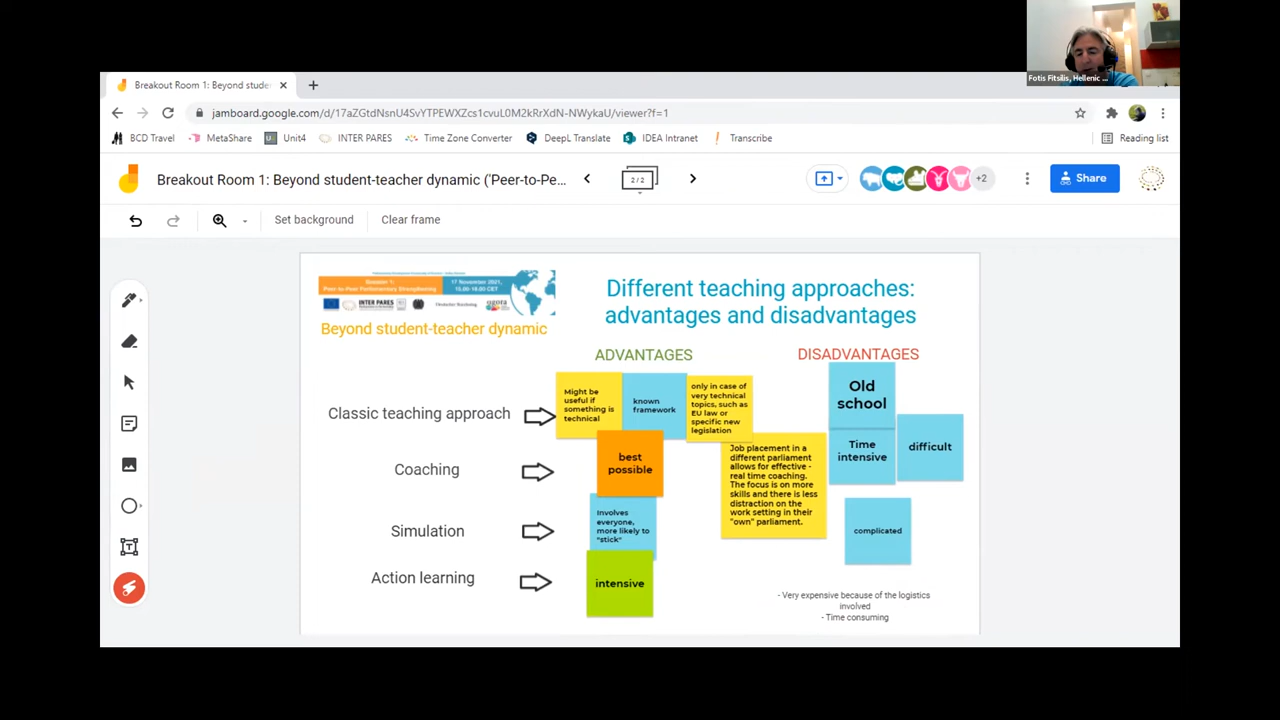 Fotis Fitsilis, Hellenic ...
Breakout Room 1: Beyond stude
jamboard.google.com/d/17aZGtdNsnU4SvYTPEWXZcs1cvuL0M2kRrXdN-NWykaU/viewer?f=1
BCD Travel
MetaShare
Unit4
INTER PARES
Time Zone Converter
DeepL Translate
IDEA Intranet
Transcribe
Reading list
Breakout Room 1: Beyond student-teacher dynamic ('Peer-to-Pe...
2/2
+2
Share
Set background
Clear frame
Session 1:
Peer-to-Peer Parliamentary Strengthening
17 November 2021,
15.00-18.00 CET
INTER PARES
Deutscher Bundestag
agora
Beyond student-teacher dynamic
Different teaching approaches:
advantages and disadvantages
ADVANTAGES
DISADVANTAGES
Classic teaching approach
Might be
useful if
something is
technical
known
framework
only in case of
very technical
topics, such as
EU law or
specific new
legislation
Old
school
Coaching
best
possible
Job placement in a
different parliament
allows for effective -
real time coaching.
The focus is on more
skills and there is less
distraction on the
work setting in their
"own" parliament.
Time
intensive
difficult
Simulation
Involves
everyone,
more likely to
"stick"
complicated
Action learning
intensive
- Very expensive because of the logistics
involved
- Time consuming